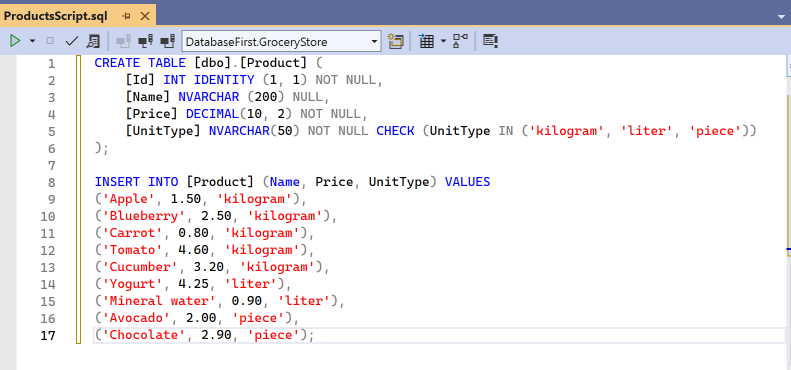 ProductsScript.sql
DatabaseFirst.GroceryStore
1 CREATE TABLE [dbo].[Product] (
2     [Id] INT IDENTITY (1, 1) NOT NULL,
3     [Name] NVARCHAR (200) NULL,
4     [Price] DECIMAL(10, 2) NOT NULL,
5     [UnitType] NVARCHAR(50) NOT NULL CHECK (UnitType IN ('kilogram', 'liter', 'piece'))
6 );
7
8 INSERT INTO [Product] (Name, Price, UnitType) VALUES
9 ('Apple', 1.50, 'kilogram'),
10 ('Blueberry', 2.50, 'kilogram'),
11 ('Carrot', 0.80, 'kilogram'),
12 ('Tomato', 4.60, 'kilogram'),
13 ('Cucumber', 3.20, 'kilogram'),
14 ('Yogurt', 4.25, 'liter'),
15 ('Mineral water', 0.90, 'liter'),
16 ('Avocado', 2.00, 'piece'),
17 ('Chocolate', 2.90, 'piece');